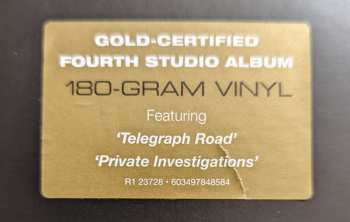 GOLD-CERTIFIED
FOURTH STUDIO ALBUM
180-GRAM VINYL
Featuring
‘Telegraph Road’
‘Private Investigations’
R1 23728 • 603497848584